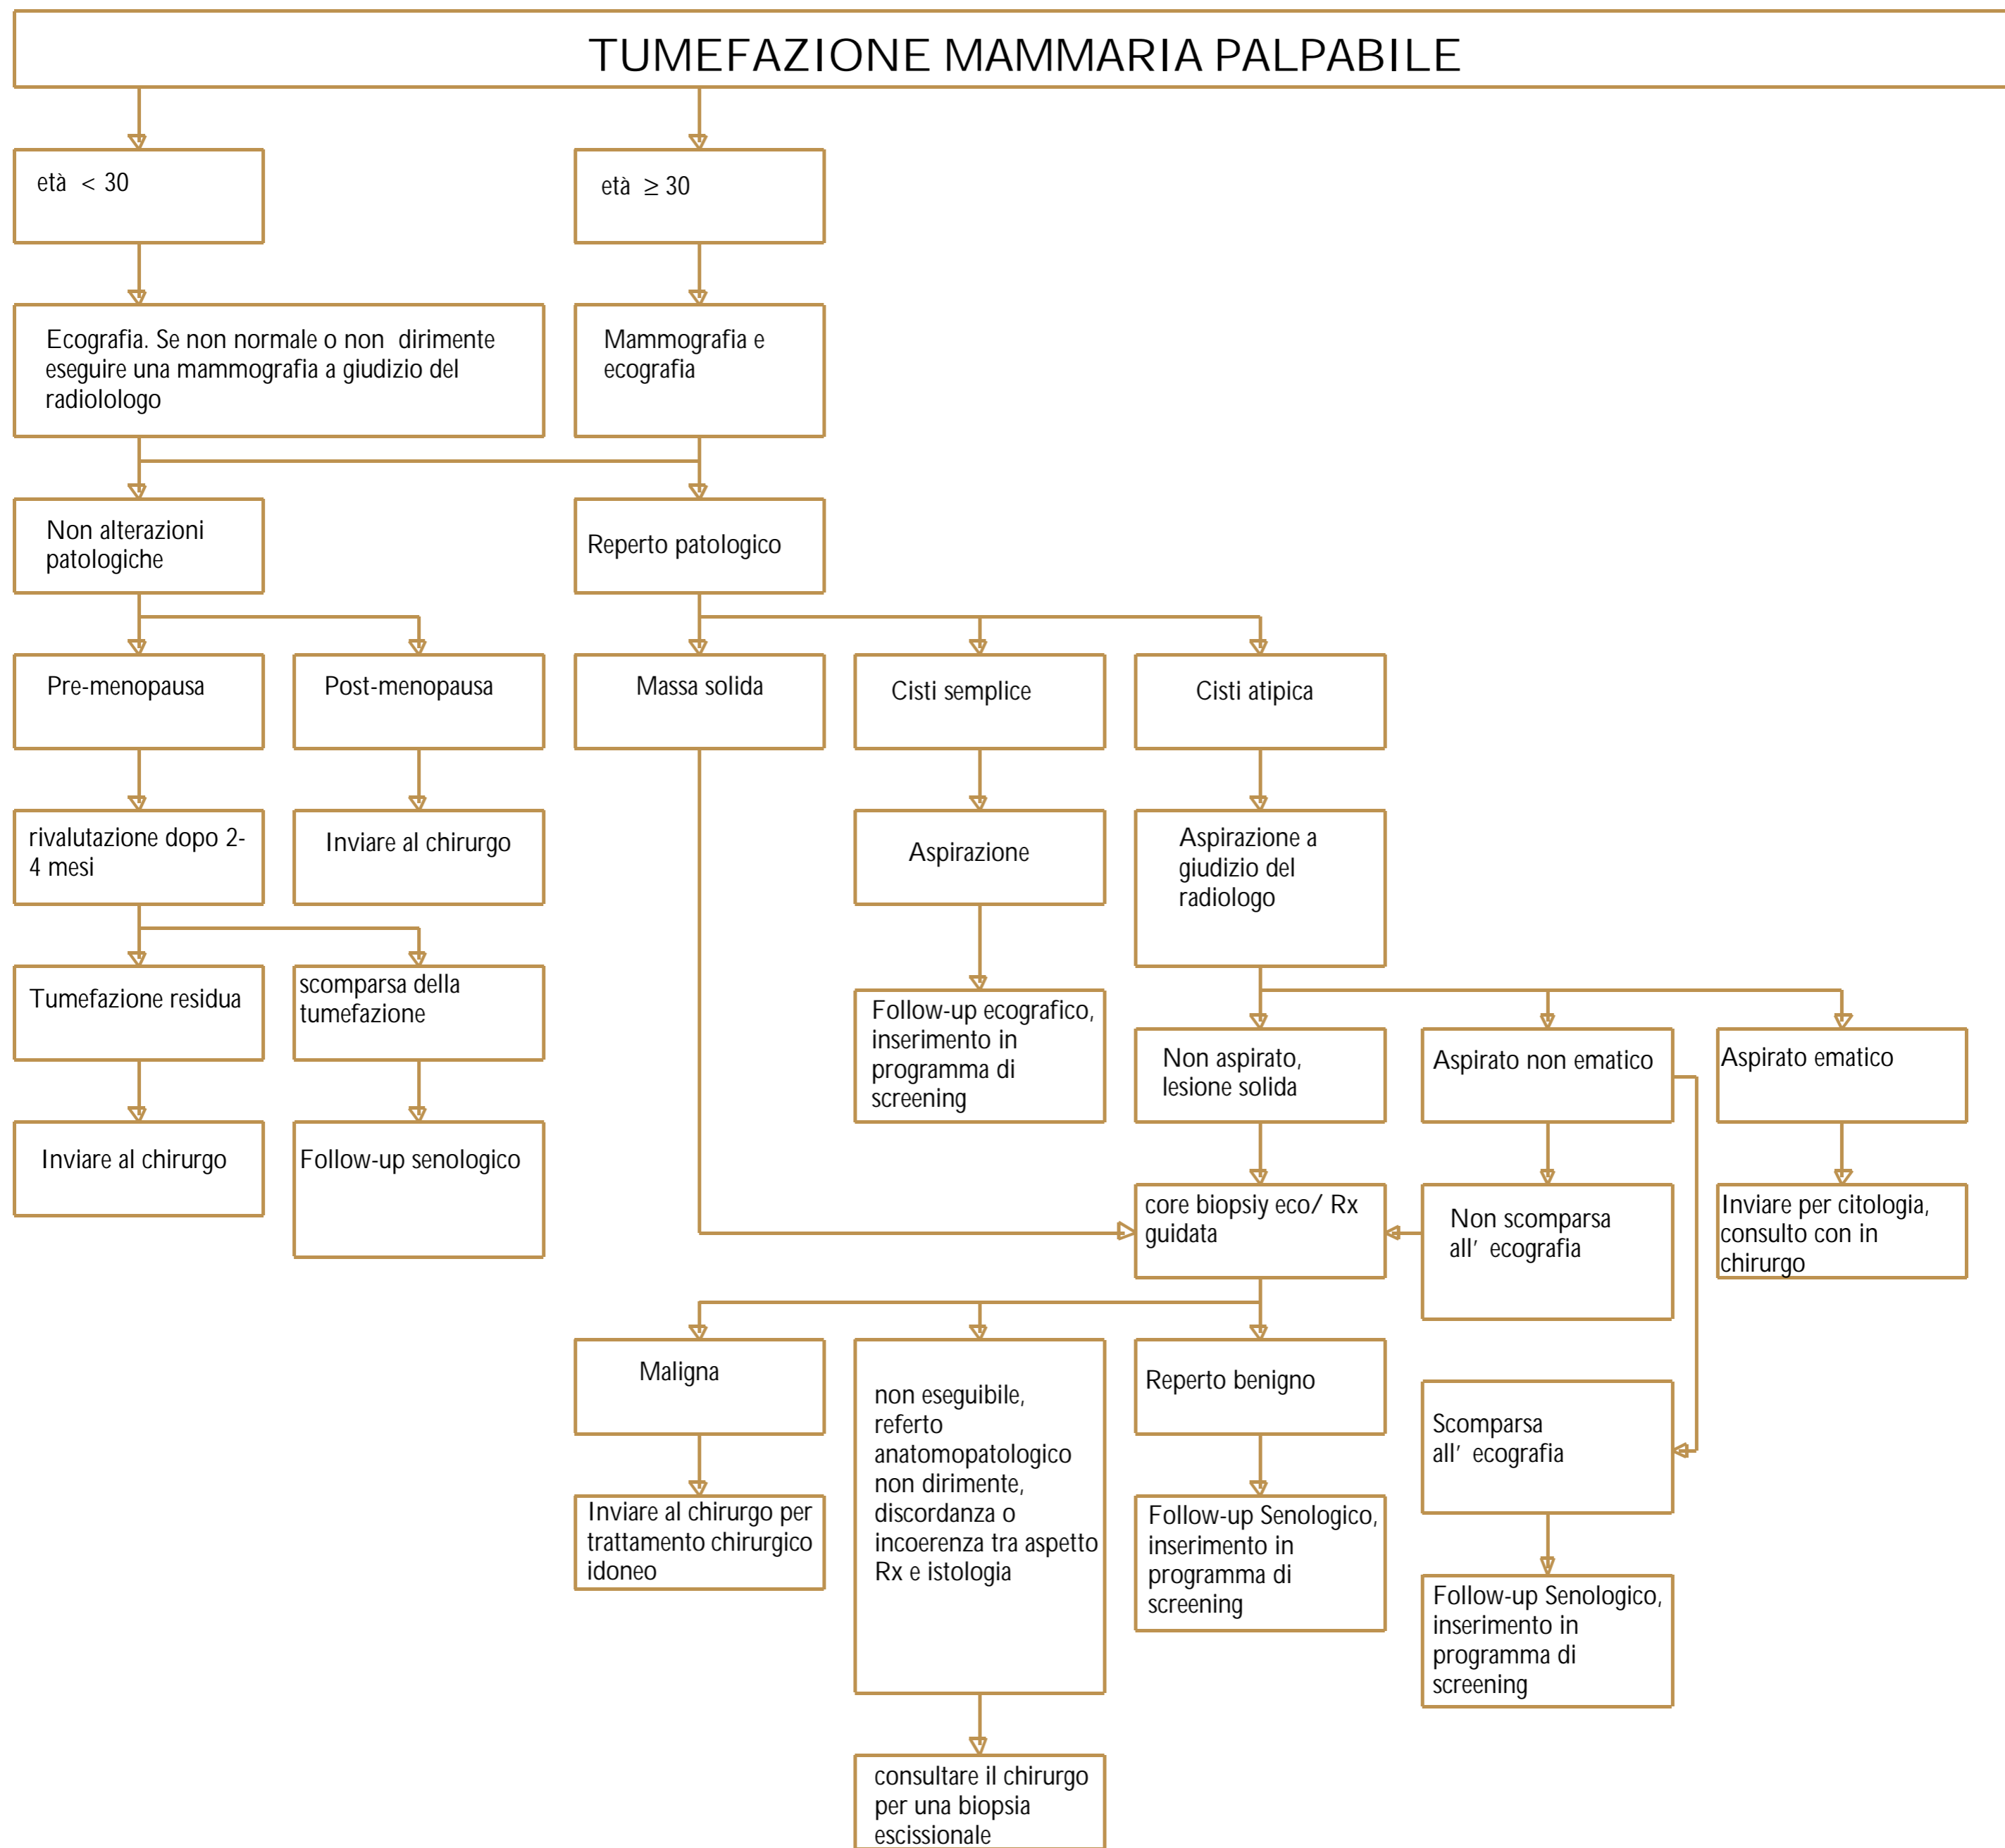 TUMEFAZIONE MAMMARIA PALPABILE
età < 30
età ≥ 30
Ecografia. Se non normale o non dirimente
eseguire una mammografia a giudizio del
radiolologo
Mammografia e
ecografia
Non alterazioni
patologiche
Reperto patologico
Pre-menopausa
Post-menopausa
Massa solida
Cisti semplice
Cisti atipica
rivalutazione dopo 2-
4 mesi
Inviare al chirurgo
Aspirazione
Aspirazione a
giudizio del
radiologo
Tumefazione residua
scomparsa della
tumefazione
Follow-up ecografico,
inserimento in
programma di
screening
Non aspirato,
lesione solida
Aspirato non ematico
Aspirato ematico
Inviare al chirurgo
Follow-up senologico
core biopsiy eco/ Rx
guidata
Non scomparsa
all' ecografia
Inviare per citologia,
consulto con in
chirurgo
Maligna
non eseguibile,
referto
anatomopatologico
non dirimente,
discordanza o
incoerenza tra aspetto
Rx e istologia
Reperto benigno
Scomparsa
all' ecografia
Inviare al chirurgo per
trattamento chirurgico
idoneo
Follow-up Senologico,
inserimento in
programma di
screening
Follow-up Senologico,
inserimento in
programma di
screening
consultare il chirurgo
per una biopsia
escissionale